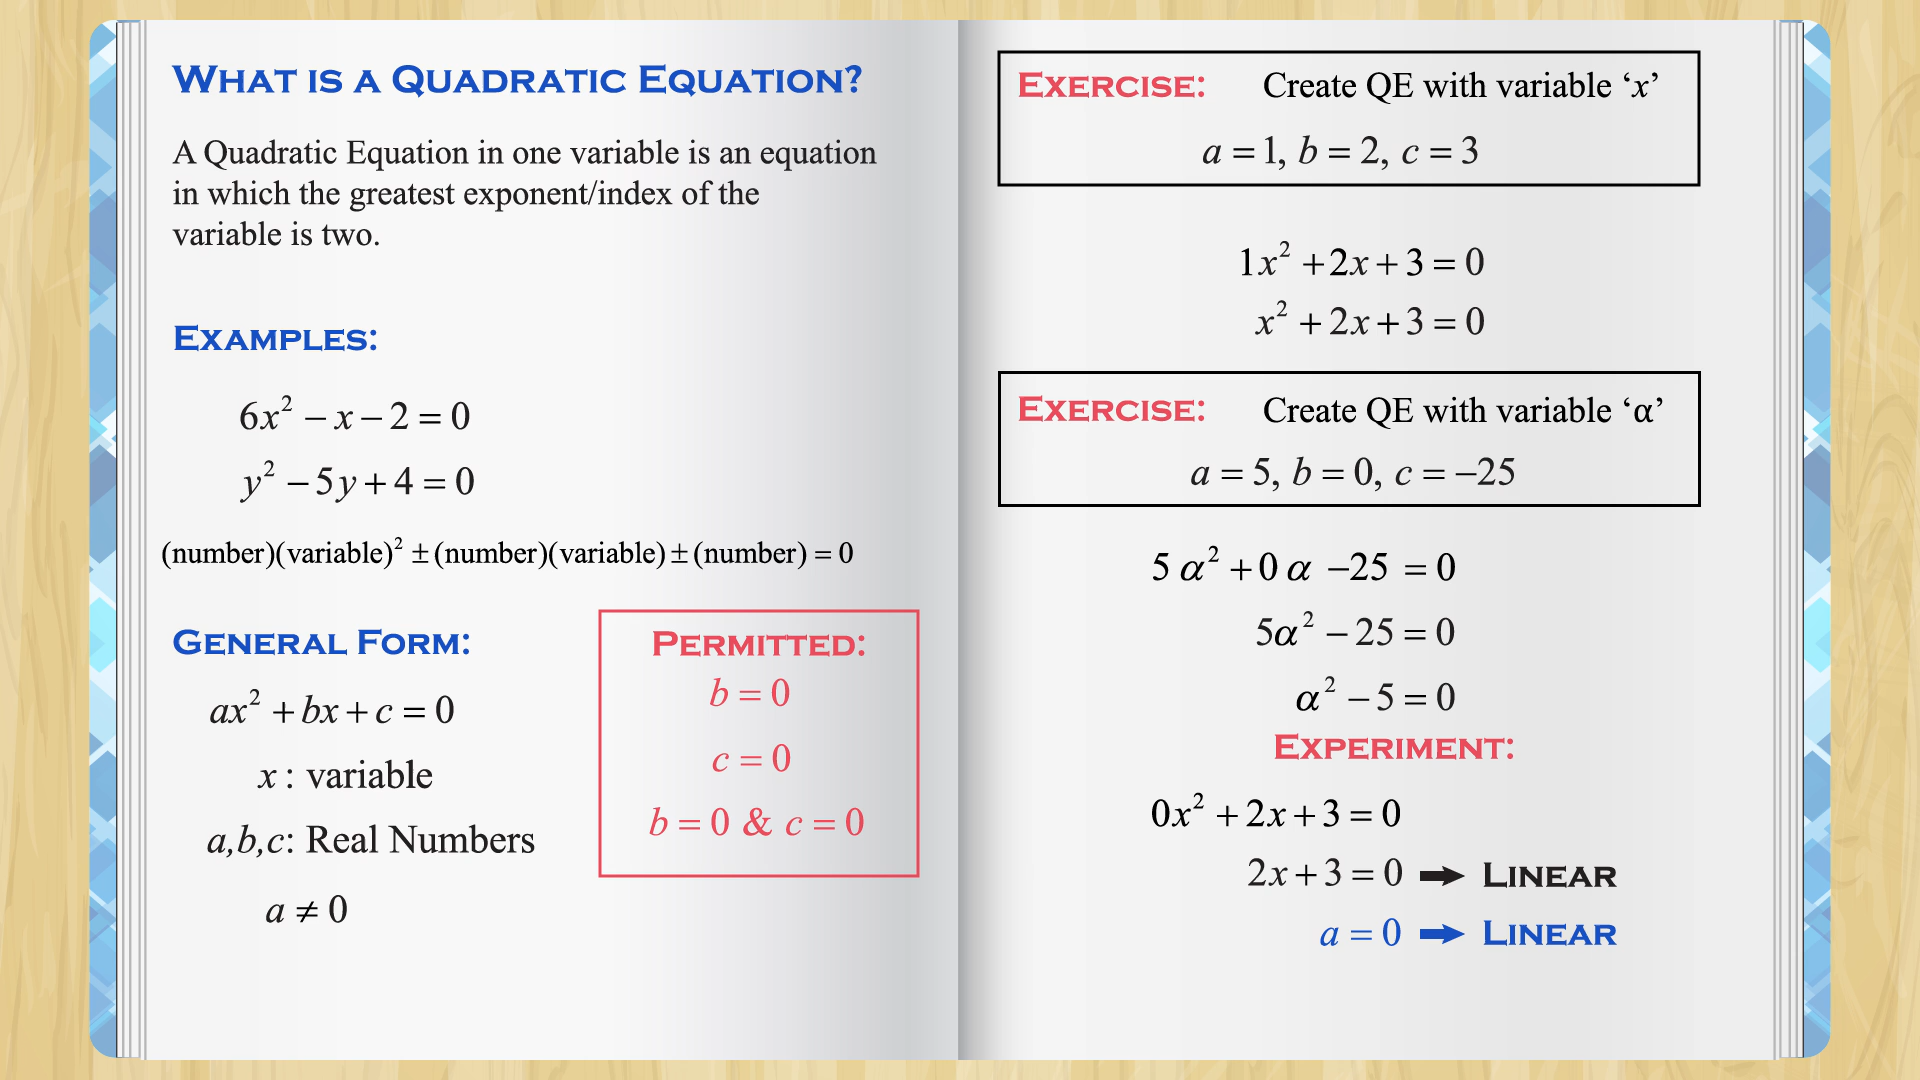 WHAT IS A QUADRATIC EQUATION?
A Quadratic Equation in one variable is an equation
in which the greatest exponent/index of the
variable is two.
EXAMPLES:
6x² − x − 2 = 0
y² − 5y + 4 = 0
(number)(variable)² ± (number)(variable) ± (number) = 0
GENERAL FORM:
ax² + bx + c = 0
x : variable
a,b,c: Real Numbers
a ≠ 0
PERMITTED:
b = 0
c = 0
b = 0 & c = 0
EXERCISE: Create QE with variable ‘x’
a = 1, b = 2, c = 3
1x² + 2x + 3 = 0
x² + 2x + 3 = 0
EXERCISE: Create QE with variable ‘α’
a = 5, b = 0, c = −25
5α² + 0α −25 = 0
5α² − 25 = 0
α² − 5 = 0
EXPERIMENT:
0x² + 2x + 3 = 0
2x + 3 = 0 ➡ LINEAR
a = 0 ➡ LINEAR